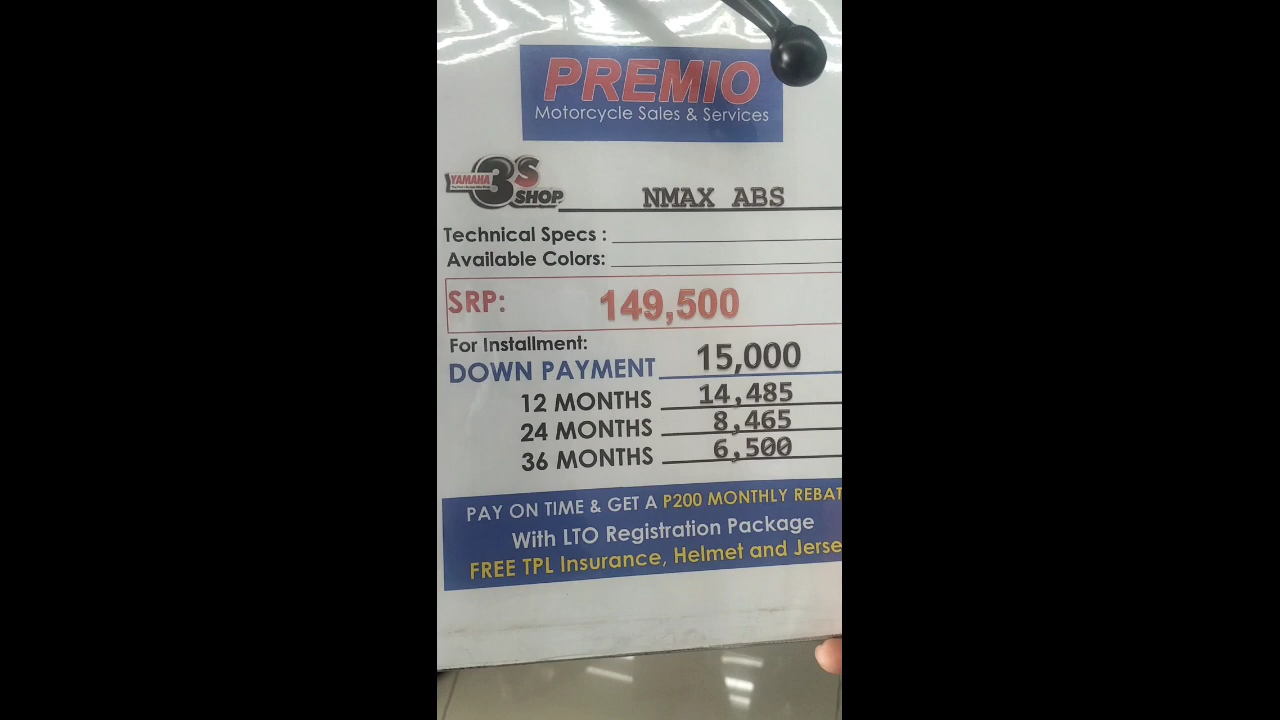 PREMIO
Motorcycle Sales & Services
YAMAHA 3S SHOP
NMAX ABS
Technical Specs :
Available Colors:
SRP: 149,500
For Installment:
DOWN PAYMENT 15,000
12 MONTHS 14,485
24 MONTHS 8,465
36 MONTHS 6,500
PAY ON TIME & GET A P200 MONTHLY REBAT
With LTO Registration Package
FREE TPL Insurance, Helmet and Jerse